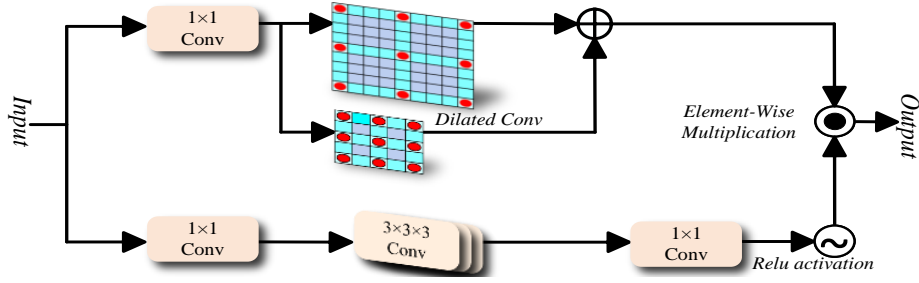 1×1
Conv
Dilated Conv
Input
Element-Wise
Multiplication
Output
1×1
Conv
3×3×3
Conv
1×1
Conv
Relu activation